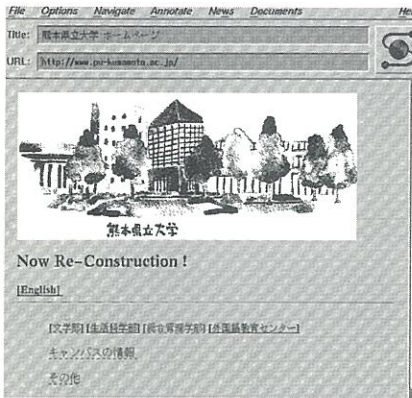 File Options Navigate Annotate News Documents He
Title: 熊本県立大学 ホームページ
URL: http://www.pu-kumamoto.ac.jp/
熊本県立大学
Now Re-Construction !
[English]
[文学部] [生活科学部] [総合管理学部] [外国語教育センター]
キャンパスの情報
その他